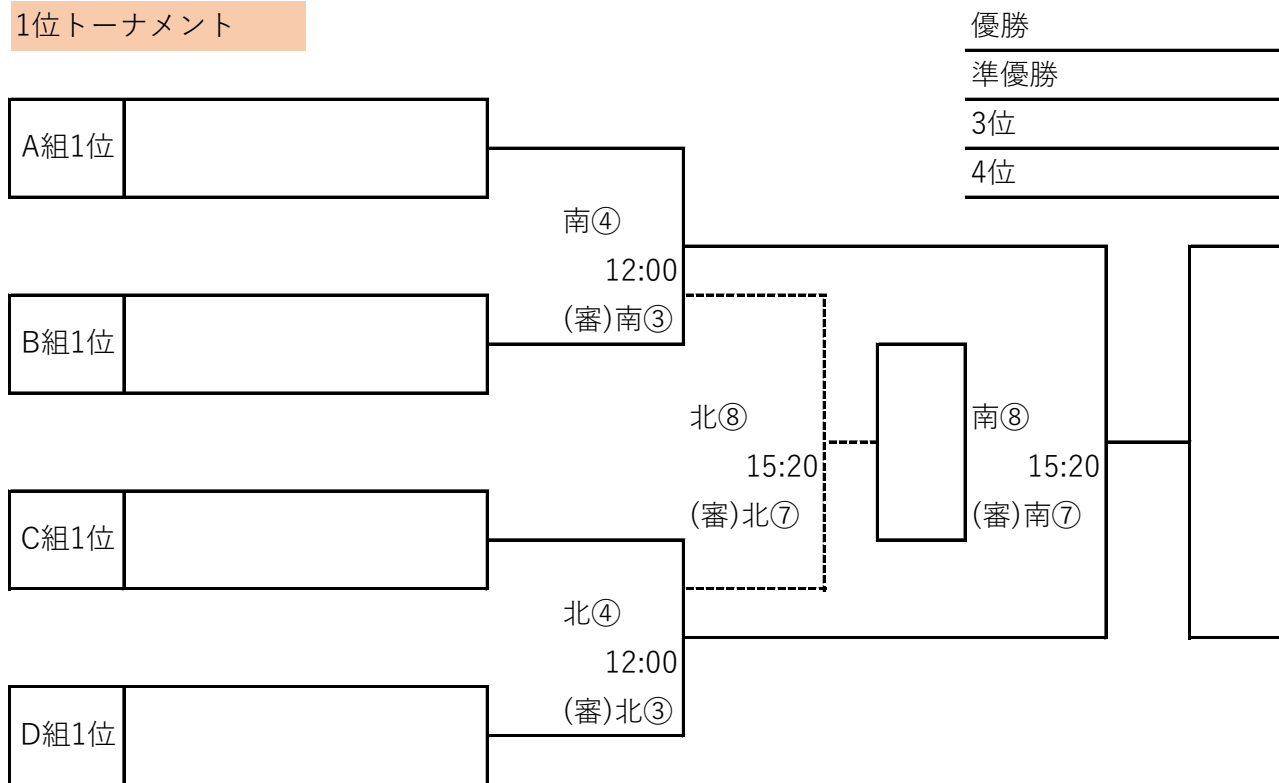 1位トーナメント
優勝
準優勝
3位
4位
A組1位
南④
12:00
(審)南③
B組1位
北⑧
15:20
(審)北⑦
南⑧
15:20
(審)南⑦
C組1位
北④
12:00
(審)北③
D組1位